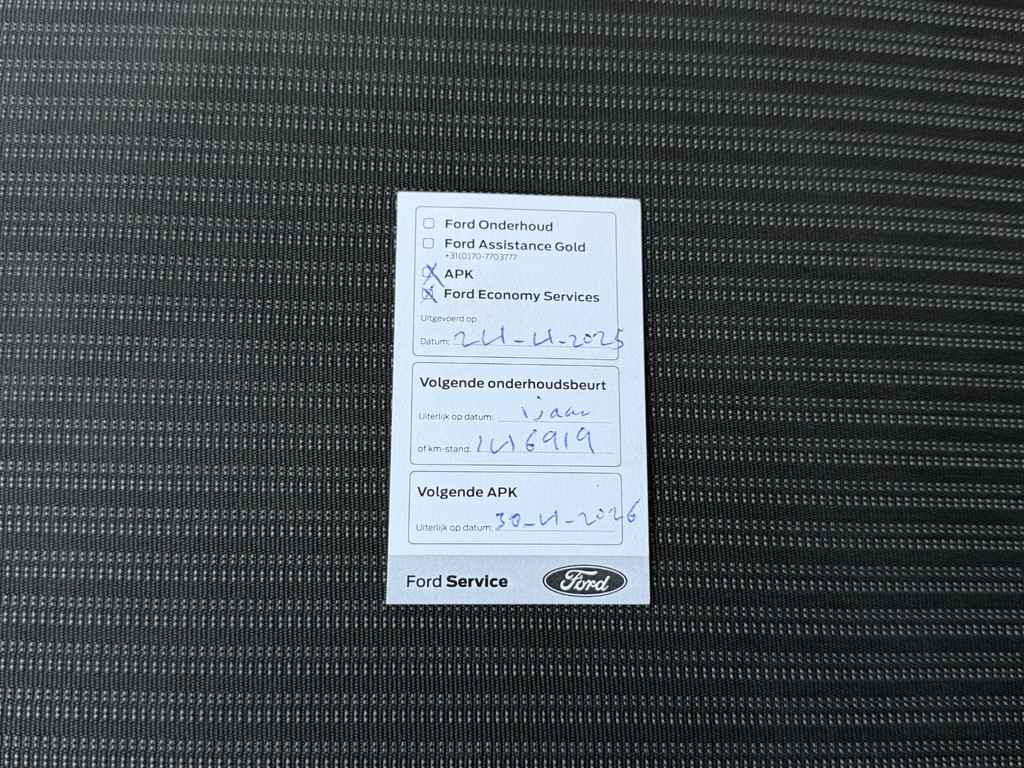 Ford Onderhoud
Ford Assistance Gold
+31(0)70-7703777
APK
Ford Economy Services
Uitgevoerd op
Datum: 24-4-2025
Volgende onderhoudsbeurt
Uiterlijk op datum: 1 jaar
of km-stand: 146919
Volgende APK
Uiterlijk op datum: 30-4-2026
Ford Service
Ford